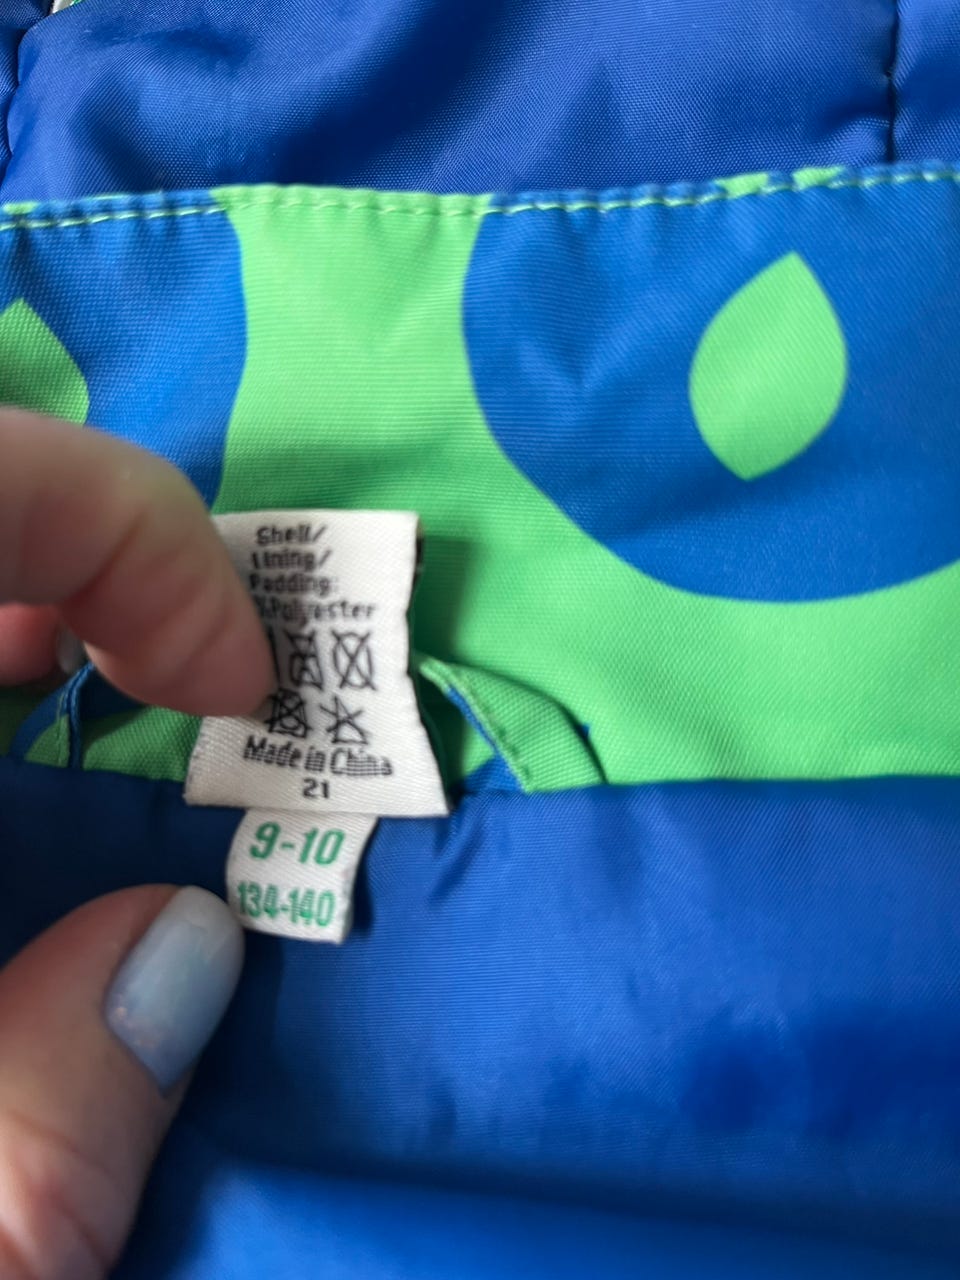 Shell/
Lining/
Padding:
%Polyester
Made in China
21
9-10
134-140